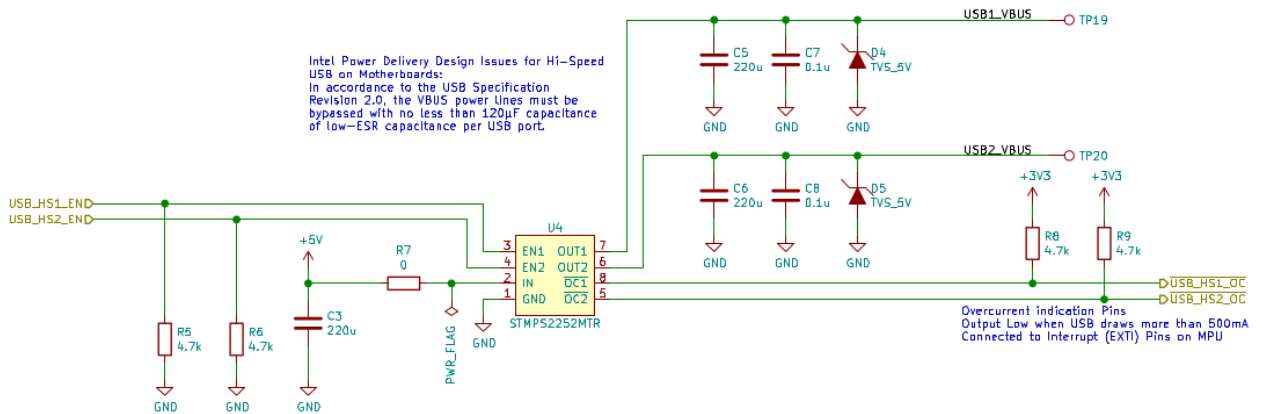 USB1_VBUS
TP19
C5
220u
C7
0.1u
D4
TVS_5V
GND
GND
GND
Intel Power Delivery Design Issues for Hi-Speed
USB on Motherboards:
In accordance to the USB Specification
Revision 2.0, the VBUS power lines must be
bypassed with no less than 120µF capacitance
of low-ESR capacitance per USB port.
USB2_VBUS
TP20
C6
220u
C8
0.1u
D5
TVS_5V
GND
GND
GND
+3V3
+3V3
R8
4.7k
R9
4.7k
USB_HS1_EN
USB_HS2_EN
+5V
R7
0
C3
220u
R5
4.7k
R6
4.7k
GND
GND
GND
PWR_FLAG
GND
U4
3 EN1 OUT1 7
4 EN2 OUT2 6
2 IN OC1 8
1 GND OC2 5
STMPS2252MTR
USB_HS1_OC
USB_HS2_OC
Overcurrent indication Pins
Output Low when USB draws more than 500mA
Connected to Interrupt (EXTI) Pins on MPU